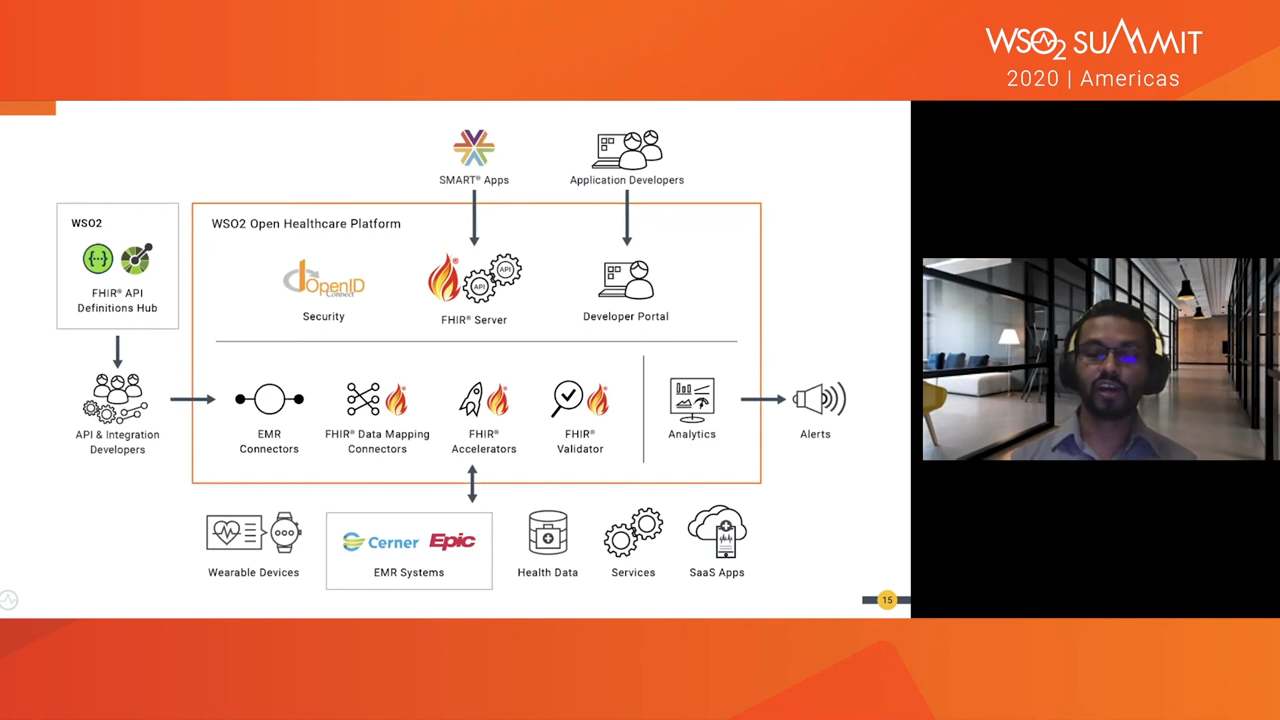 WSO2 SUMMIT
2020 | Americas
SMART® Apps
Application Developers
WSO2
FHIR® API
Definitions Hub
WSO2 Open Healthcare Platform
OpenID
Connect
Security
API
API
FHIR® Server
Developer Portal
API & Integration
Developers
EMR
Connectors
FHIR® Data Mapping
Connectors
FHIR®
Accelerators
FHIR®
Validator
Analytics
Alerts
Wearable Devices
Cerner
Epic
EMR Systems
Health Data
Services
SaaS Apps
15